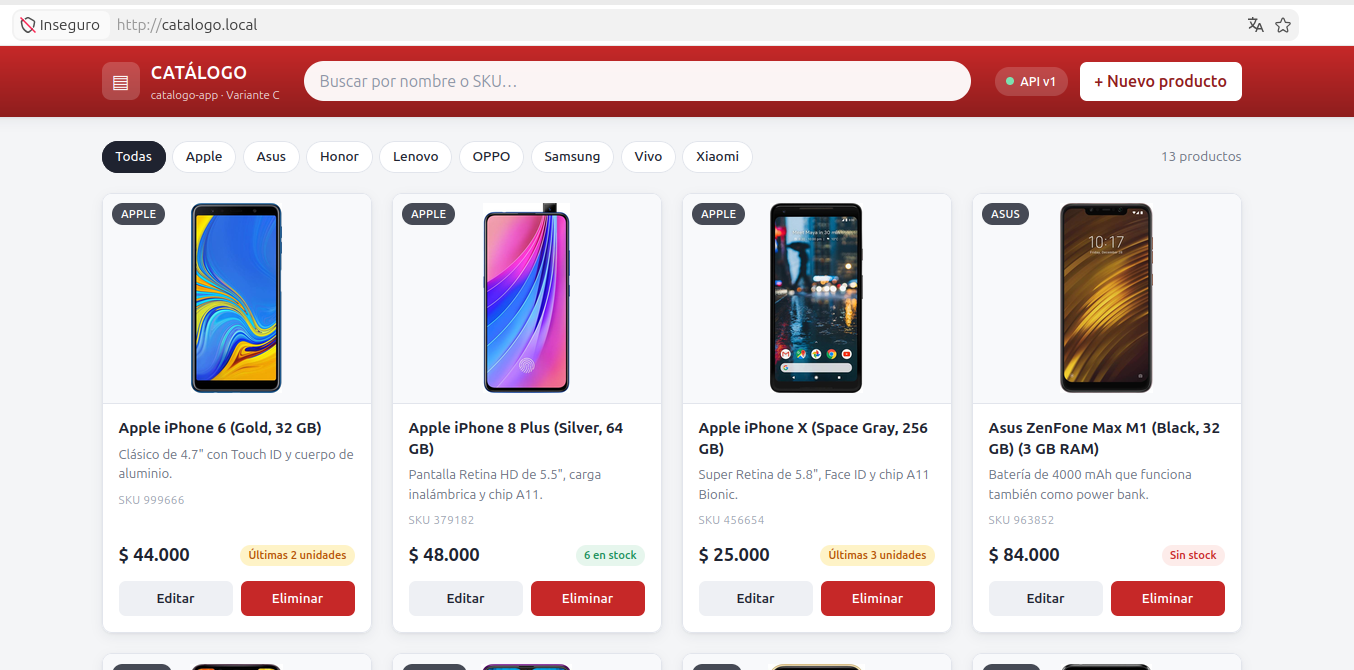 Inseguro http://catalogo.local
CATÁLOGO
catalogo-app · Variante C
Buscar por nombre o SKU...
API v1
+ Nuevo producto
Todas Apple Asus Honor Lenovo OPPO Samsung Vivo Xiaomi 13 productos
APPLE
Apple iPhone 6 (Gold, 32 GB)
Clásico de 4.7" con Touch ID y cuerpo de
aluminio.
SKU 999666
$ 44.000 Últimas 2 unidades
Editar Eliminar
APPLE
Apple iPhone 8 Plus (Silver, 64
GB)
Pantalla Retina HD de 5.5", carga
inalámbrica y chip A11.
SKU 379182
$ 48.000 6 en stock
Editar Eliminar
APPLE
Apple iPhone X (Space Gray, 256
GB)
Super Retina de 5.8", Face ID y chip A11
Bionic.
SKU 456654
$ 25.000 Últimas 3 unidades
Editar Eliminar
ASUS
10:17
Asus ZenFone Max M1 (Black, 32
GB) (3 GB RAM)
Batería de 4000 mAh que funciona
también como power bank.
SKU 963852
$ 84.000 Sin stock
Editar Eliminar